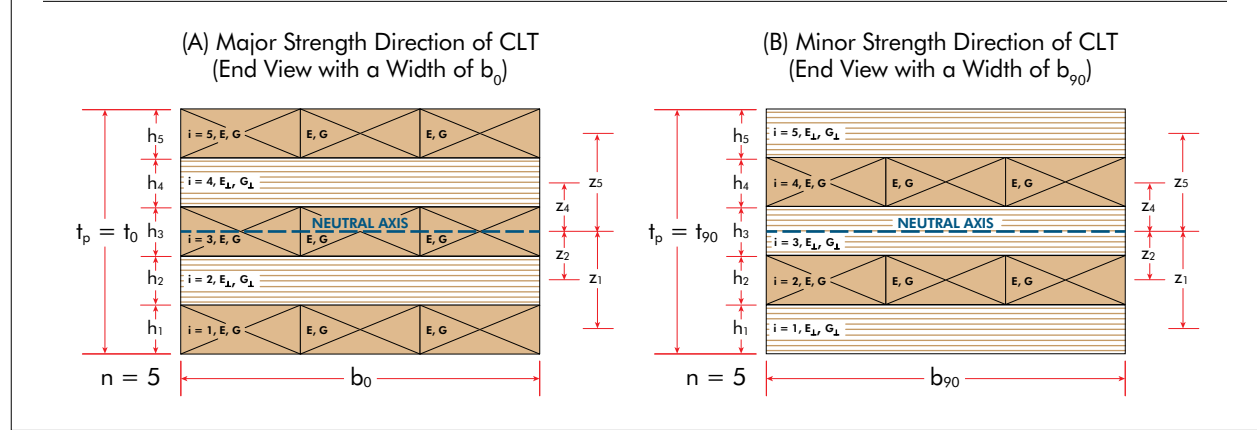 (A) Major Strength Direction of CLT
(End View with a Width of b₀)
i = 5, E, G
E, G
E, G
i = 4, E⊥, G⊥
NEUTRAL AXIS
i = 3, E, G
E, G
E, G
i = 2, E⊥, G⊥
i = 1, E, G
E, G
E, G
tₚ = t₀
h₅
h₄
h₃
h₂
h₁
z₅
z₄
z₂
z₁
n = 5
b₀
(B) Minor Strength Direction of CLT
(End View with a Width of b₉₀)
i = 5, E⊥, G⊥
i = 4, E, G
E, G
E, G
NEUTRAL AXIS
i = 3, E⊥, G⊥
i = 2, E, G
E, G
E, G
i = 1, E⊥, G⊥
tₚ = t₉₀
h₅
h₄
h₃
h₂
h₁
z₅
z₄
z₂
z₁
n = 5
b₉₀